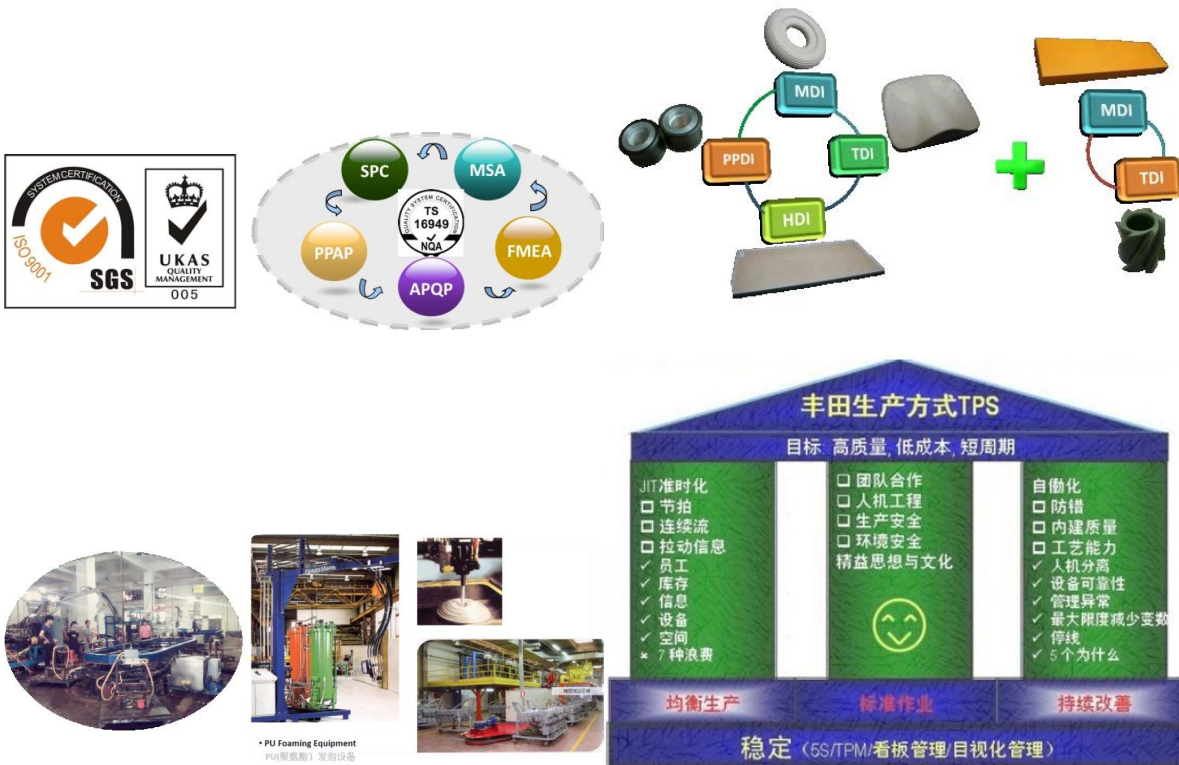 SYSTEM CERTIFICATION
ISO 9001
SGS
UKAS
QUALITY
MANAGEMENT
005
SPC
MSA
QUALITY SYSTEM CERTIFICATION
TS
16949
NQA
PPAP
FMEA
APQP
MDI
PPDI
TDI
HDI
MDI
TDI
• PU Foaming Equipment
PU(聚氨酯）发泡设备
丰田生产方式TPS
目标: 高质量, 低成本, 短周期
JIT准时化
☐ 节拍
☐ 连续流
☐ 拉动信息
✓ 员工
✓ 库存
✓ 信息
✓ 设备
✓ 空间
× 7种浪费
☐ 团队合作
☐ 人机工程
☐ 生产安全
☐ 环境安全
精益思想与文化
自働化
☐ 防错
☐ 内建质量
☐ 工艺能力
✓ 人机分离
✓ 设备可靠性
✓ 管理异常
✓ 最大限度减少变数
✓ 停线
✓ 5个为什么
均衡生产
标准作业
持续改善
稳定（5S/TPM/看板管理/目视化管理）